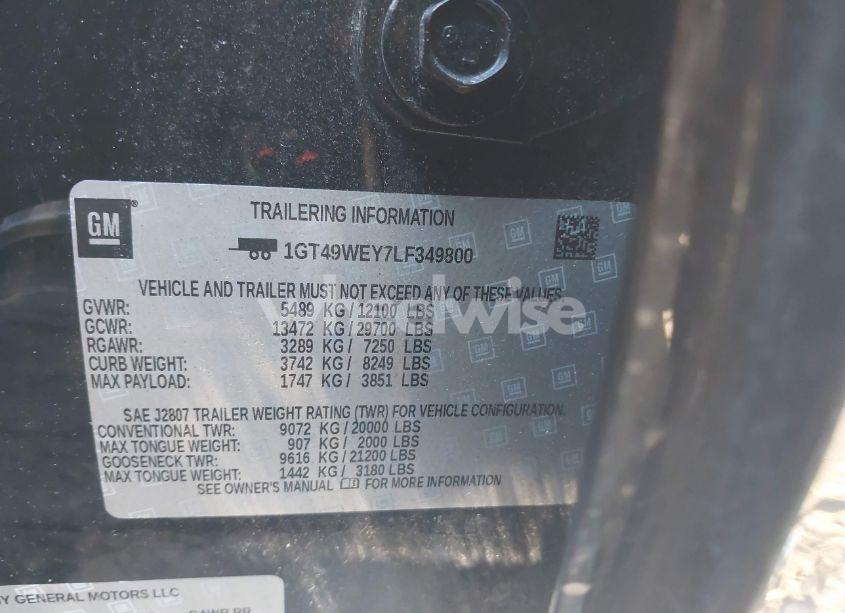 GM
TRAILERING INFORMATION
1GT49WEY7LF349800
VEHICLE AND TRAILER MUST NOT EXCEED ANY OF THESE VALUES
GVWR: 5489 KG / 12100 LBS
GCWR: 13472 KG / 29700 LBS
RGAWR: 3289 KG / 7250 LBS
CURB WEIGHT: 3742 KG / 8249 LBS
MAX PAYLOAD: 1747 KG / 3851 LBS
SAE J2807 TRAILER WEIGHT RATING (TWR) FOR VEHICLE CONFIGURATION.
CONVENTIONAL TWR: 9072 KG / 20000 LBS
MAX TONGUE WEIGHT: 907 KG / 2000 LBS
GOOSENECK TWR: 9616 KG / 21200 LBS
MAX TONGUE WEIGHT: 1442 KG / 3180 LBS
SEE OWNER'S MANUAL FOR MORE INFORMATION
BY GENERAL MOTORS LLC